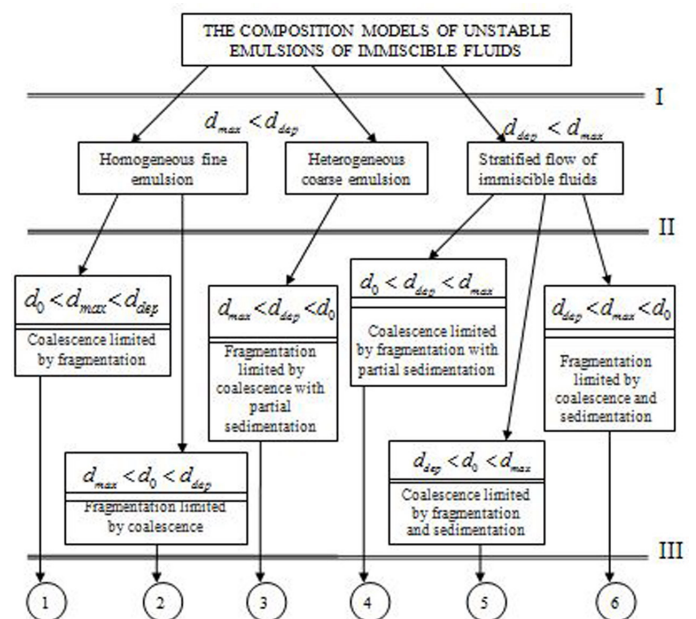 THE COMPOSITION MODELS OF UNSTABLE
EMULSIONS OF IMMISCIBLE FLUIDS
I
d_max < d_dep
d_dep < d_max
Homogeneous fine
emulsion
Heterogeneous
coarse emulsion
Stratified flow of
immiscible fluids
II
d_0 < d_max < d_dep
Coalescence limited
by fragmentation
d_max < d_dep < d_0
Fragmentation
limited by
coalescence with
partial
sedimentation
d_0 < d_dep < d_max
Coalescence limited
by fragmentation with
partial sedimentation
d_dep < d_max < d_0
Fragmentation
limited by
coalescence and
sedimentation
d_max < d_0 < d_dep
Fragmentation limited
by coalescence
d_dep < d_0 < d_max
Coalescence limited
by fragmentation
and sedimentation
III
1
2
3
4
5
6